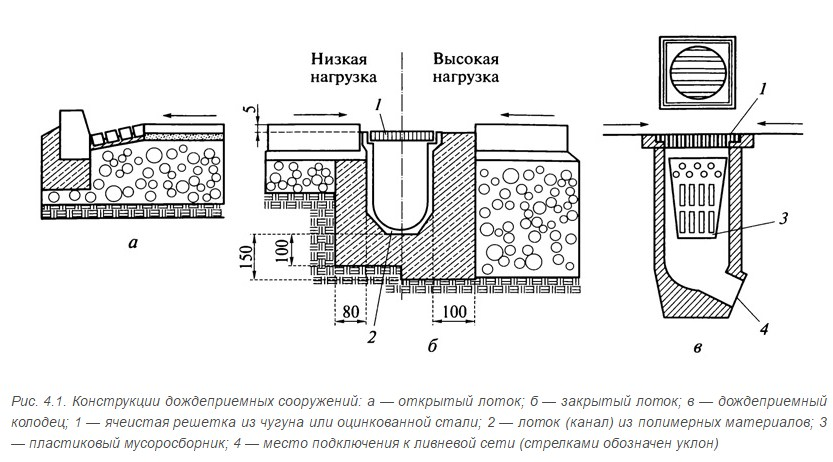 Низкая нагрузка
Высокая нагрузка
1
5
1
3
4
150
100
80
2
100
а
б
в
Рис. 4.1. Конструкции дождеприемных сооружений: а — открытый лоток; б — закрытый лоток; в — дождеприемный
колодец; 1 — ячеистая решетка из чугуна или оцинкованной стали; 2 — лоток (канал) из полимерных материалов; 3
— пластиковый мусоросборник; 4 — место подключения к ливневой сети (стрелками обозначен уклон)